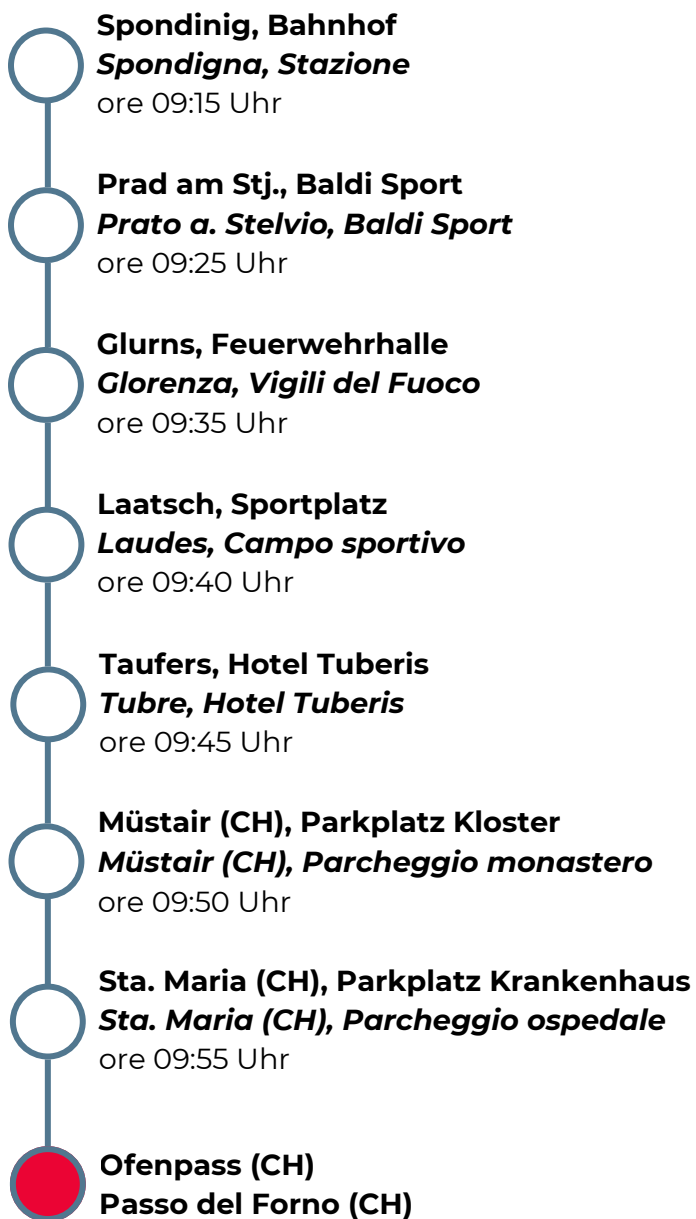 Spondinig, Bahnhof
Spondigna, Stazione
ore 09:15 Uhr
Prad am Stj., Baldi Sport
Prato a. Stelvio, Baldi Sport
ore 09:25 Uhr
Glurns, Feuerwehrhalle
Glorenza, Vigili del Fuoco
ore 09:35 Uhr
Laatsch, Sportplatz
Laudes, Campo sportivo
ore 09:40 Uhr
Taufers, Hotel Tuberis
Tubre, Hotel Tuberis
ore 09:45 Uhr
Müstair (CH), Parkplatz Kloster
Müstair (CH), Parcheggio monastero
ore 09:50 Uhr
Sta. Maria (CH), Parkplatz Krankenhaus
Sta. Maria (CH), Parcheggio ospedale
ore 09:55 Uhr
Ofenpass (CH)
Passo del Forno (CH)